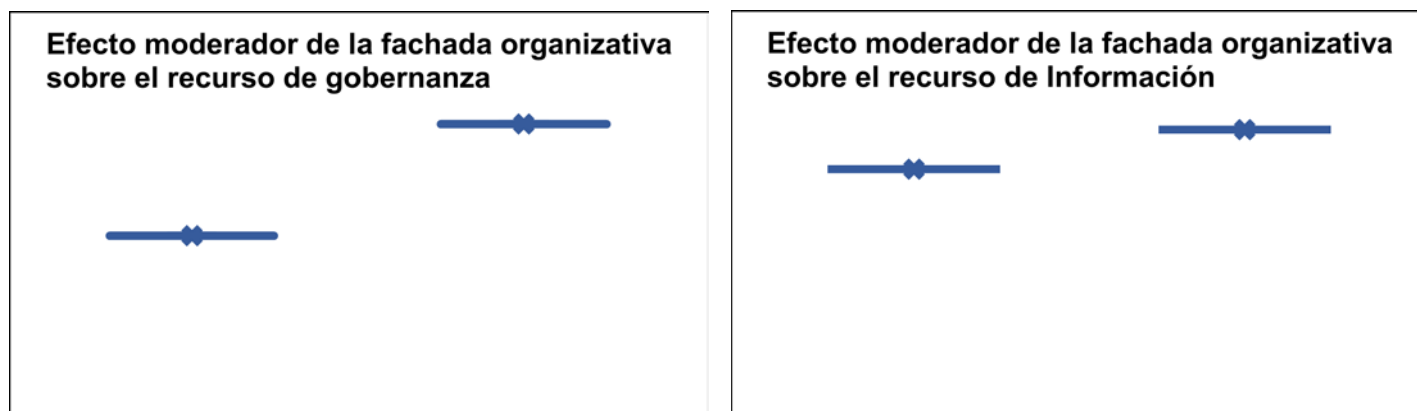 Efecto moderador de la fachada organizativa
sobre el recurso de gobernanza
Efecto moderador de la fachada organizativa
sobre el recurso de Información